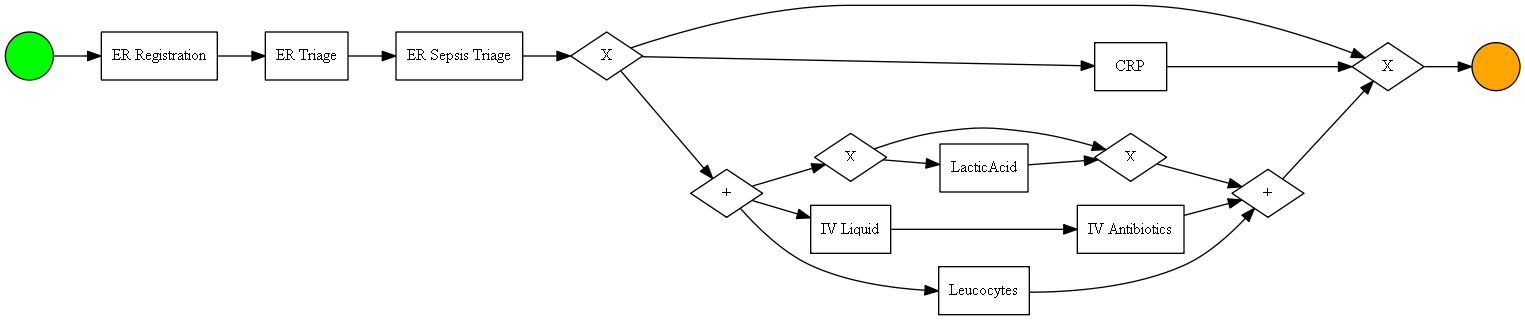 ER Registration
ER Triage
ER Sepsis Triage
X
CRP
X
X
LacticAcid
X
+
IV Liquid
IV Antibiotics
+
Leucocytes